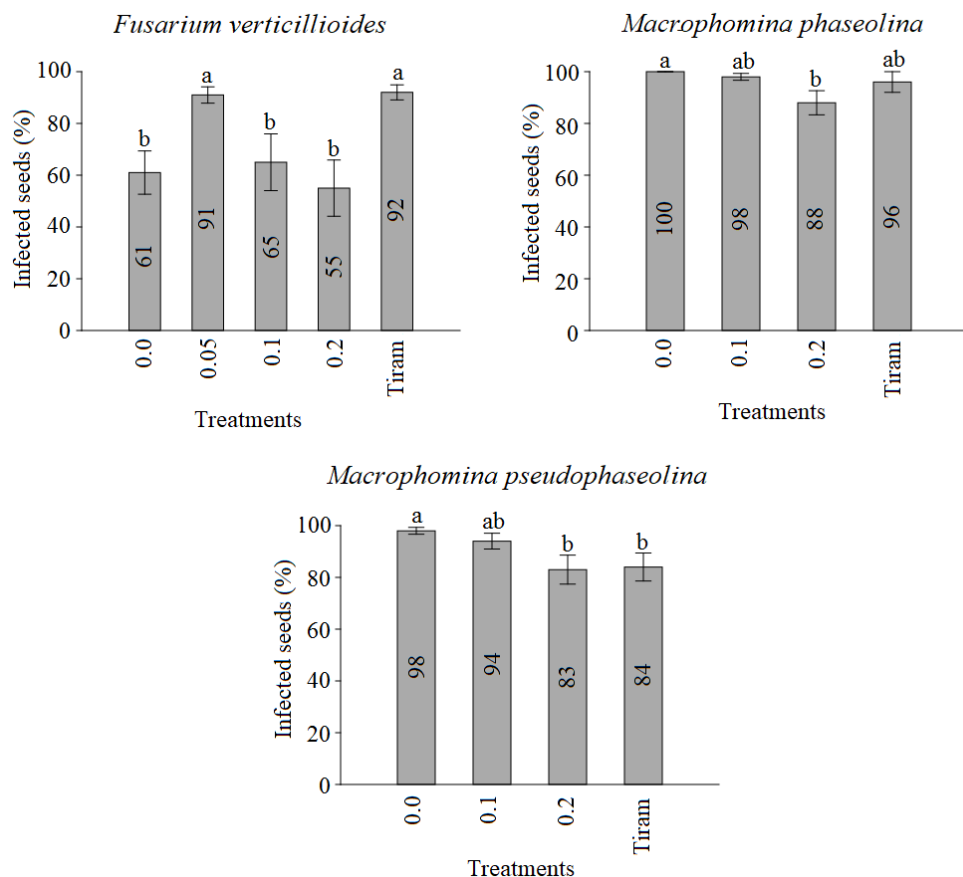 Fusarium verticillioides
Infected seeds (%)
100
80
60
40
20
0
b
a
b
b
a
61
91
65
55
92
0.0
0.05
0.1
0.2
Tiram
Treatments
Macrophomina phaseolina
Infected seeds (%)
100
80
60
40
20
0
a
ab
b
ab
100
98
88
96
0.0
0.1
0.2
Tiram
Treatments
Macrophomina pseudophaseolina
Infected seeds (%)
100
80
60
40
20
0
a
ab
b
b
98
94
83
84
0.0
0.1
0.2
Tiram
Treatments